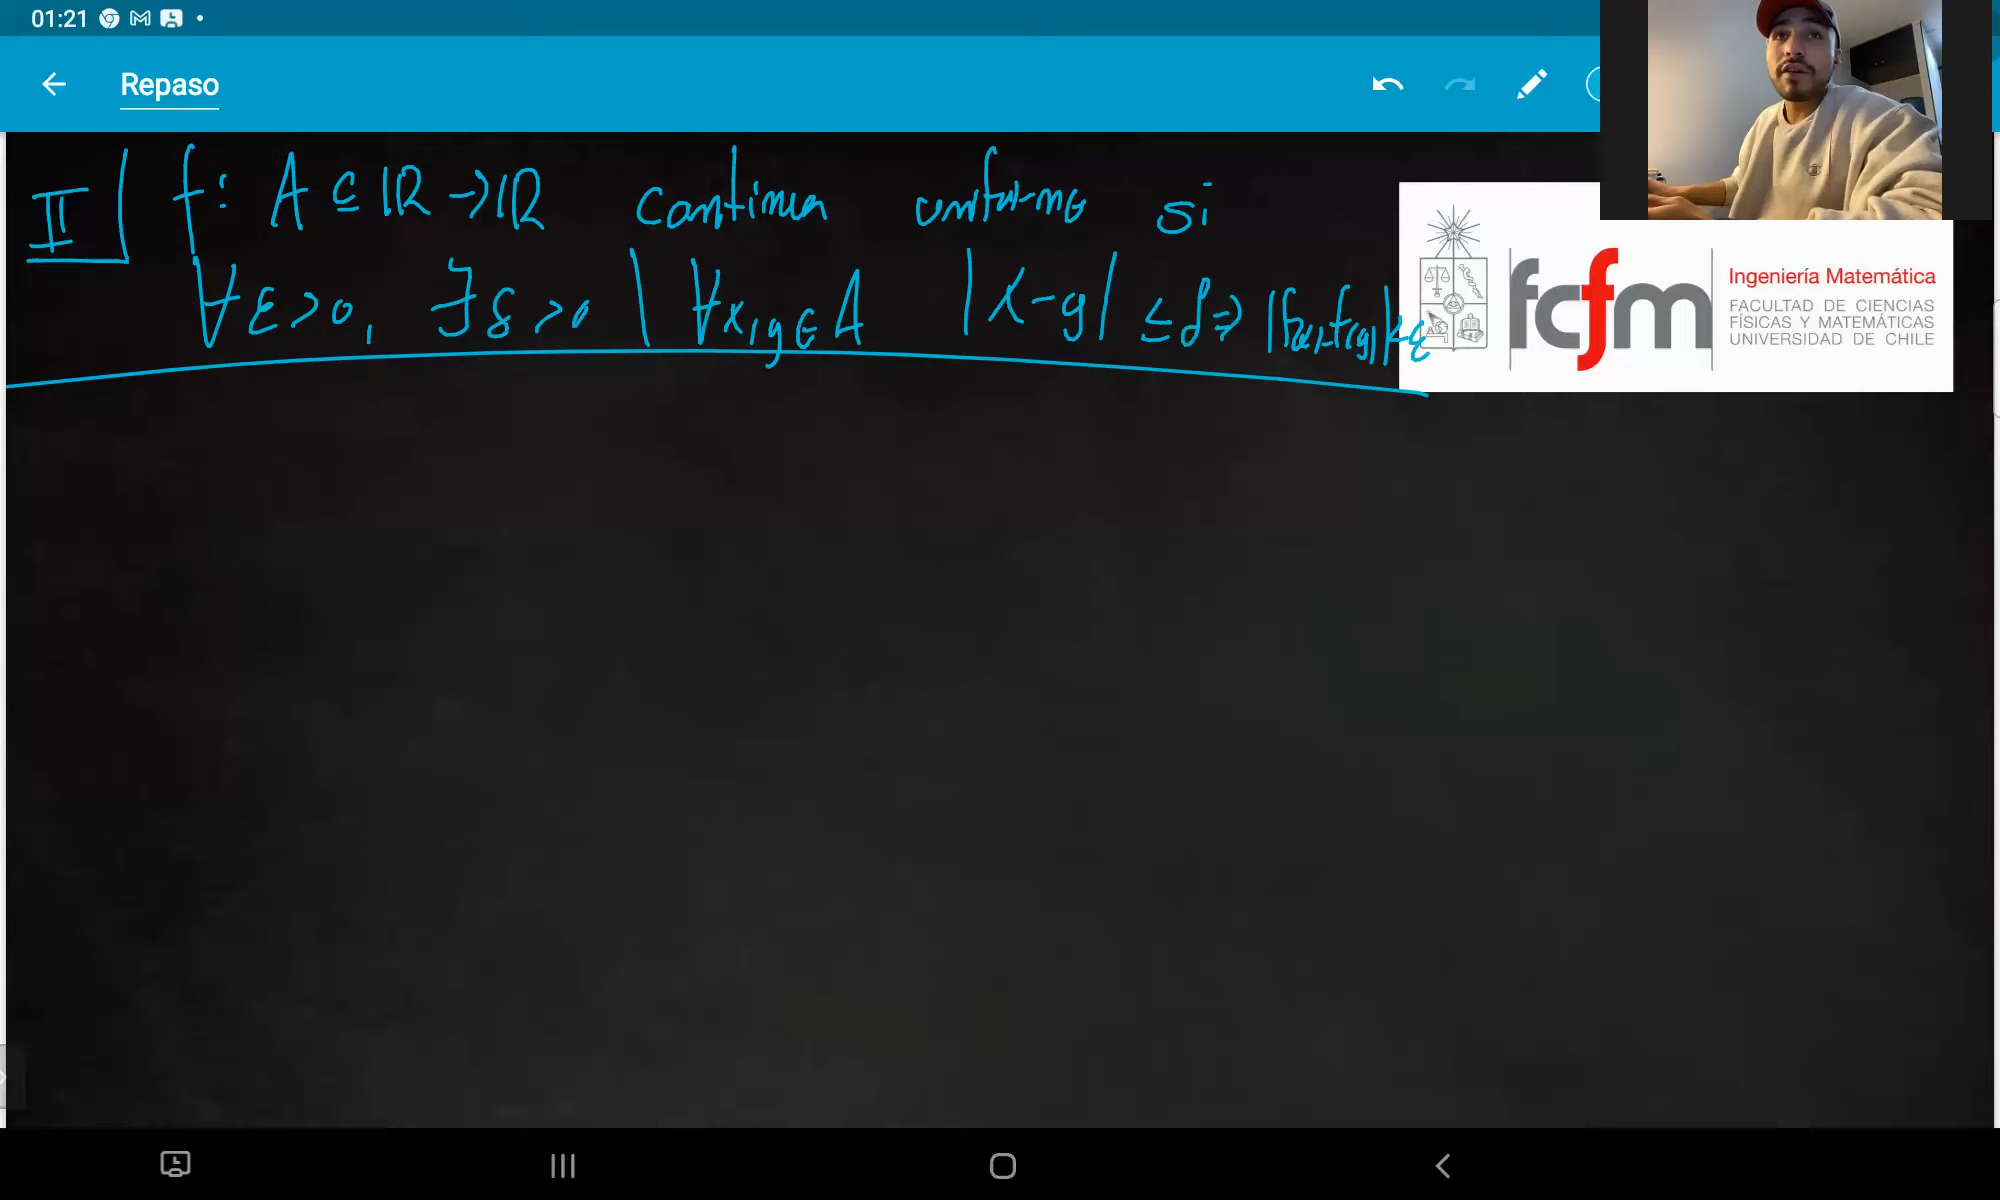 01:21
Repaso
II f: A ⊆ ℝ → ℝ continua uniforme si
∀ε>0, ∃δ>0 | ∀x,y∈A |x-y| ≤δ⇒ |f(x)-f(y)|<ε
fcfm
Ingeniería Matemática
FACULTAD DE CIENCIAS
FÍSICAS Y MATEMÁTICAS
UNIVERSIDAD DE CHILE